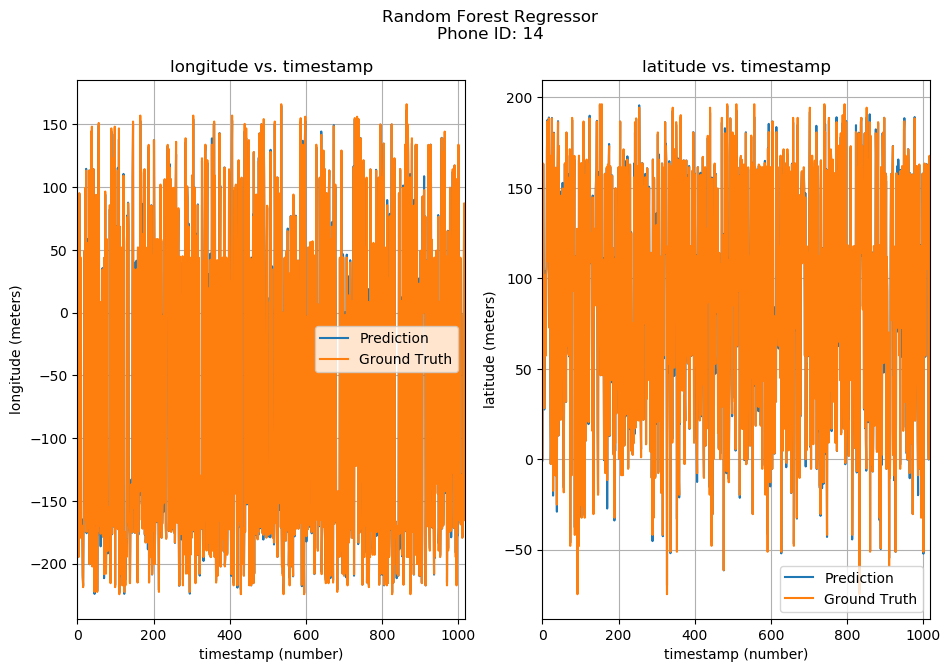 Random Forest Regressor
Phone ID: 14
longitude vs. timestamp
longitude (meters)
150
100
50
0
−50
−100
−150
−200
0 200 400 600 800 1000
timestamp (number)
Prediction
Ground Truth
latitude vs. timestamp
latitude (meters)
200
150
100
50
0
−50
0 200 400 600 800 1000
timestamp (number)
Prediction
Ground Truth